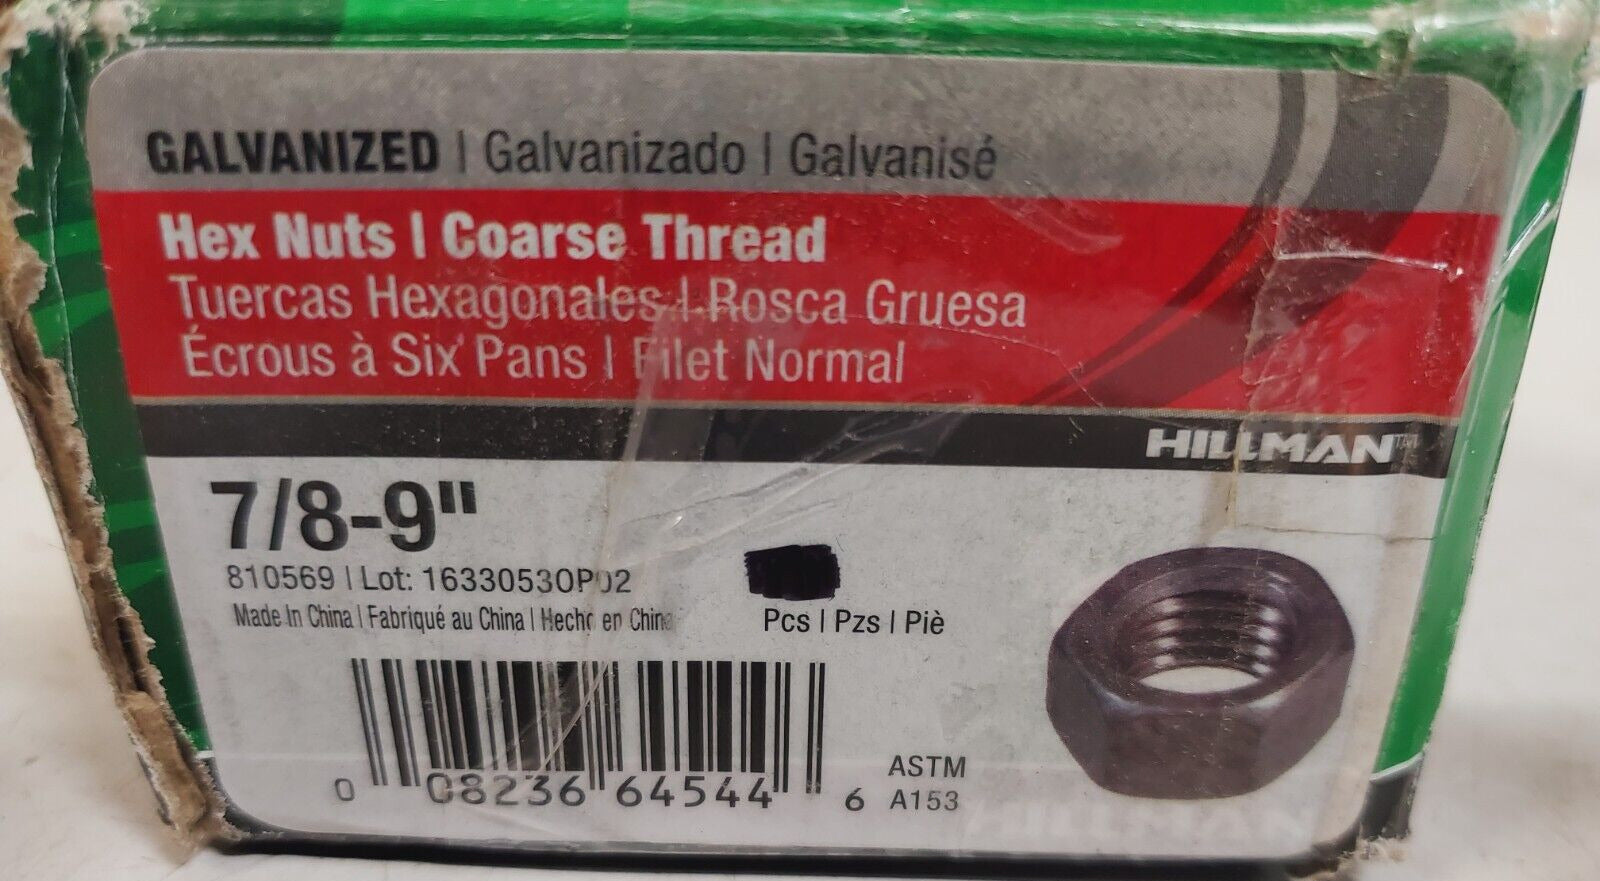 GALVANIZED | Galvanizado | Galvanisé
Hex Nuts | Coarse Thread
Tuercas Hexagonales | Rosca Gruesa
Écrous à Six Pans | Filet Normal
HILLMAN™
7/8-9"
810569 | Lot: 16330530P02
Made In China | Fabriqué au China | Hecho en China
Pcs | Pzs | Piè
0 08236 64544 6
ASTM
A153
HILLMAN